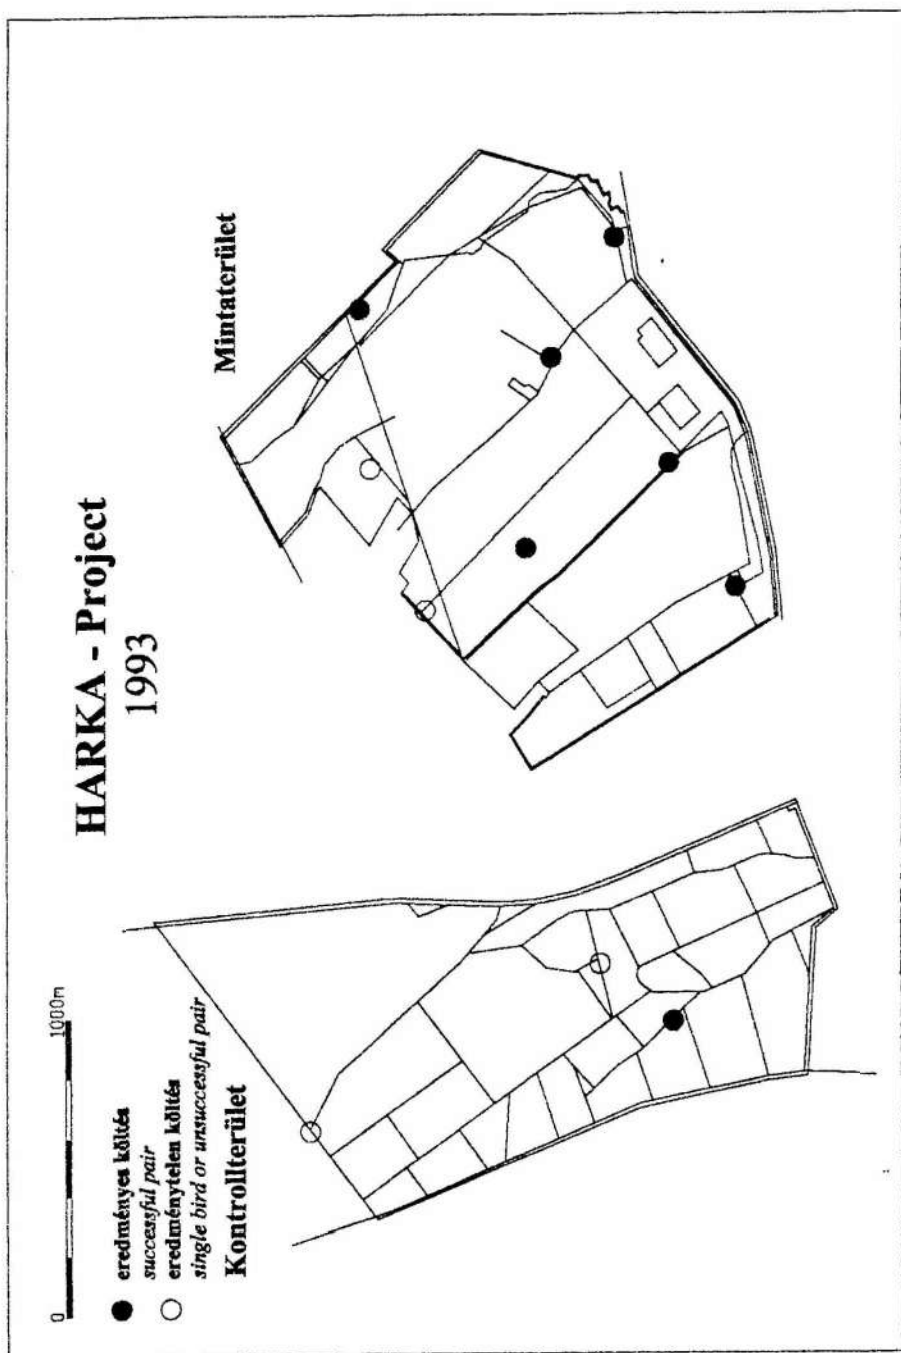 HARKA - Project
1993
0
1000m
eredményes költés
successful pair
eredménytelen költés
single bird or unsuccessful pair
Kontrollterület
Mintaterület